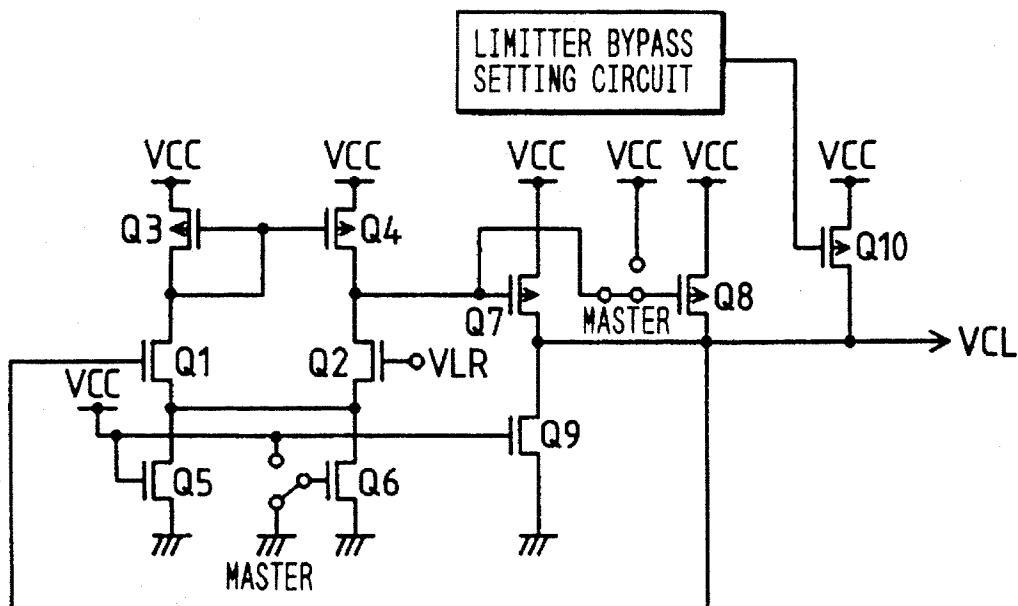 LIMITTER BYPASS
SETTING CIRCUIT
VCC VCC VCC VCC VCC VCC
Q3 Q4 Q10
Q7 MASTER Q8
Q1 Q2 VLR VCL
VCC
Q9
Q5 Q6
MASTER